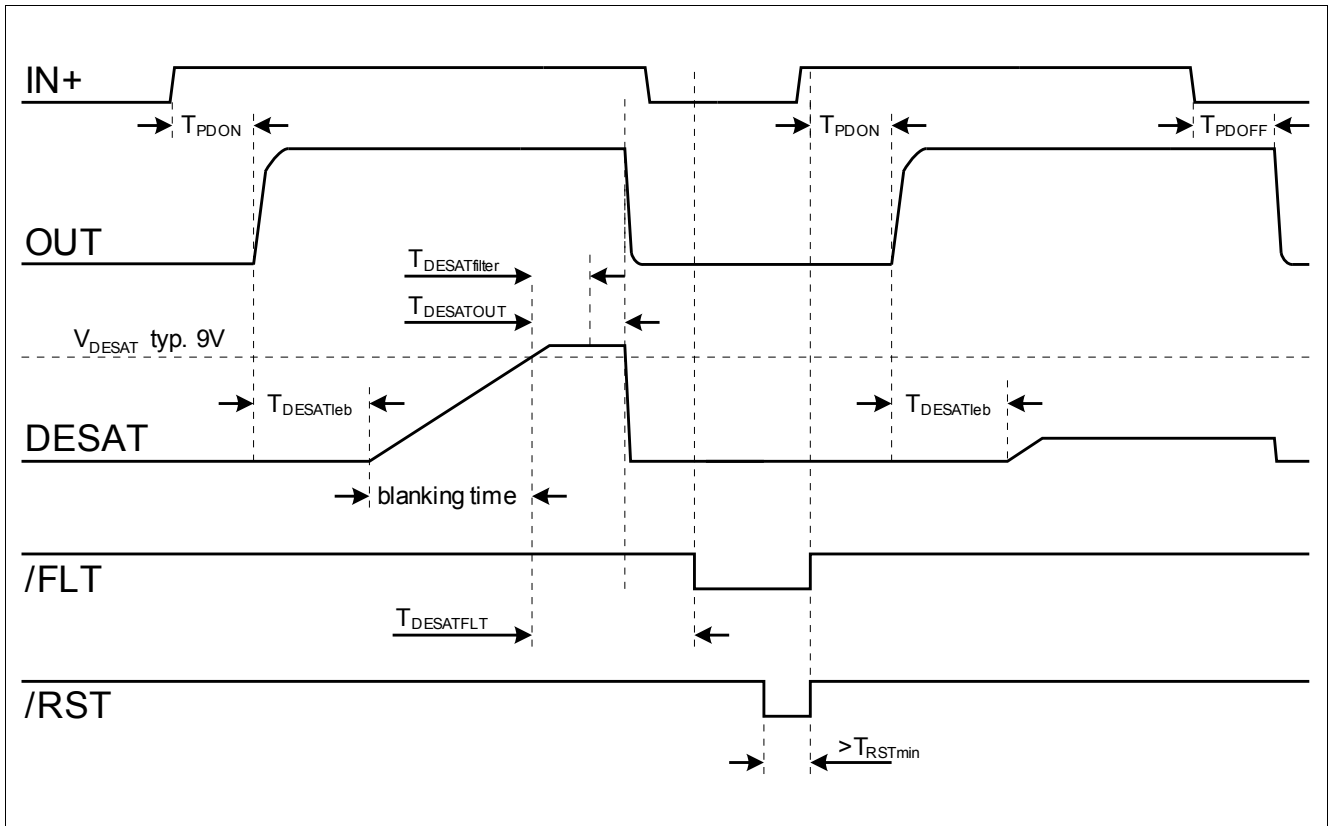 IN+
TPDON
TPDON
TPDOFF
OUT
TDESATfilter
TDESATOUT
VDESAT typ. 9V
TDESATleb
TDESATleb
DESAT
blanking time
/FLT
TDESATFLT
/RST
>TRSTmin